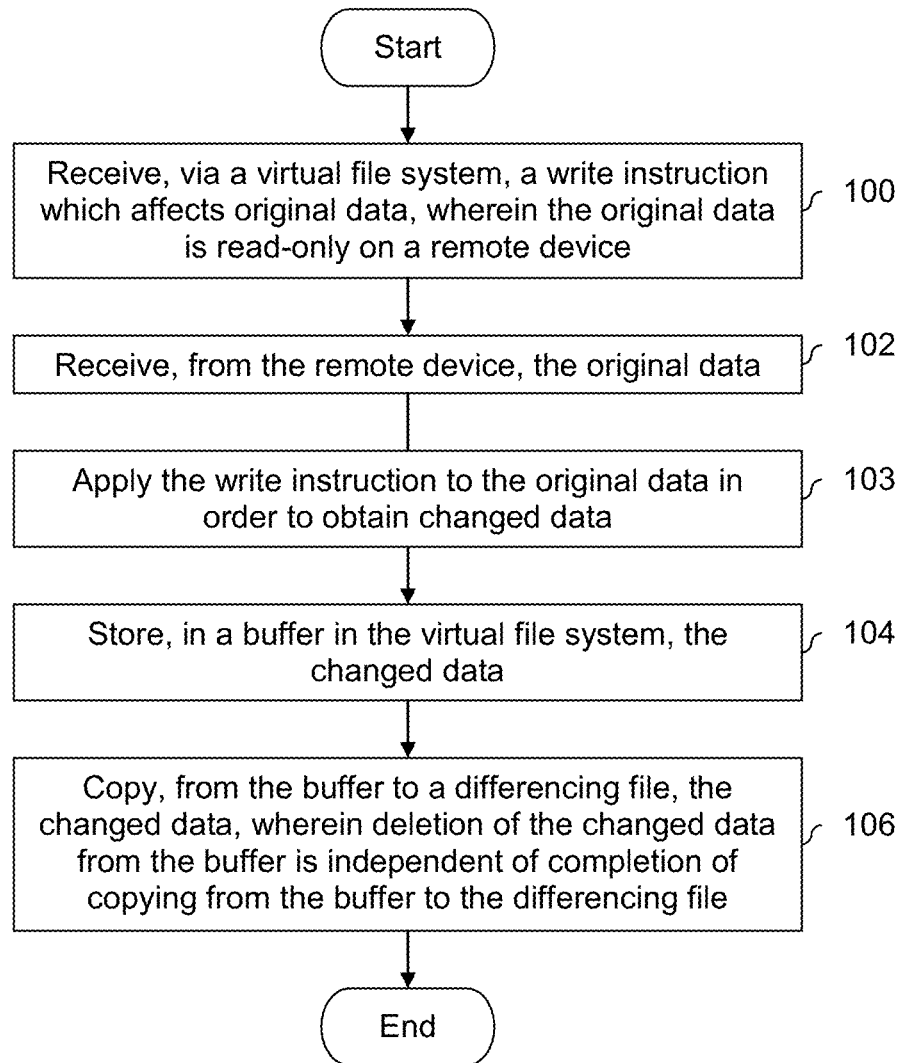 Start
Receive, via a virtual file system, a write instruction
which affects original data, wherein the original data
is read-only on a remote device
100
Receive, from the remote device, the original data
102
Apply the write instruction to the original data in
order to obtain changed data
103
Store, in a buffer in the virtual file system, the
changed data
104
Copy, from the buffer to a differencing file, the
changed data, wherein deletion of the changed data
from the buffer is independent of completion of
copying from the buffer to the differencing file
106
End